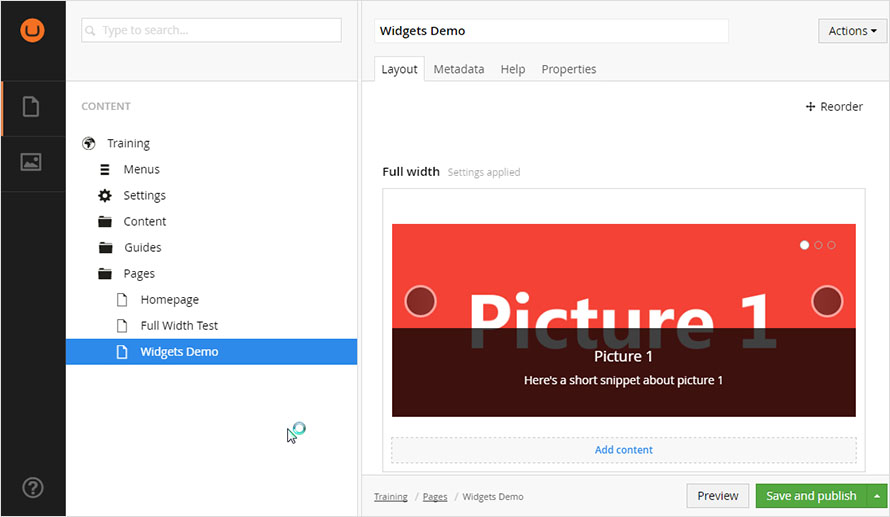 Type to search...
CONTENT
Training
Menus
Settings
Content
Guides
Pages
Homepage
Full Width Test
Widgets Demo
Widgets Demo
Actions
Layout Metadata Help Properties
Reorder
Full width Settings applied
Picture 1
Picture 1
Here's a short snippet about picture 1
Add content
Training / Pages / Widgets Demo
Preview
Save and publish